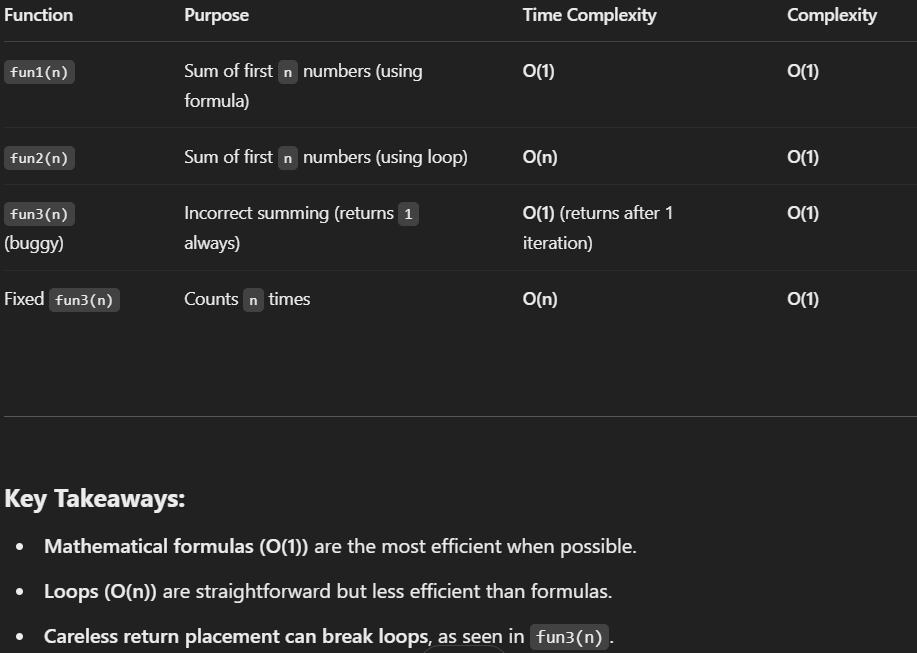 Function Purpose Time Complexity Complexity
fun1(n) Sum of first n numbers (using O(1) O(1)
formula)
fun2(n) Sum of first n numbers (using loop) O(n) O(1)
fun3(n) Incorrect summing (returns 1 O(1) (returns after 1 O(1)
(buggy) always) iteration)
Fixed fun3(n) Counts n times O(n) O(1)
Key Takeaways:
• Mathematical formulas (O(1)) are the most efficient when possible.
• Loops (O(n)) are straightforward but less efficient than formulas.
• Careless return placement can break loops, as seen in fun3(n).